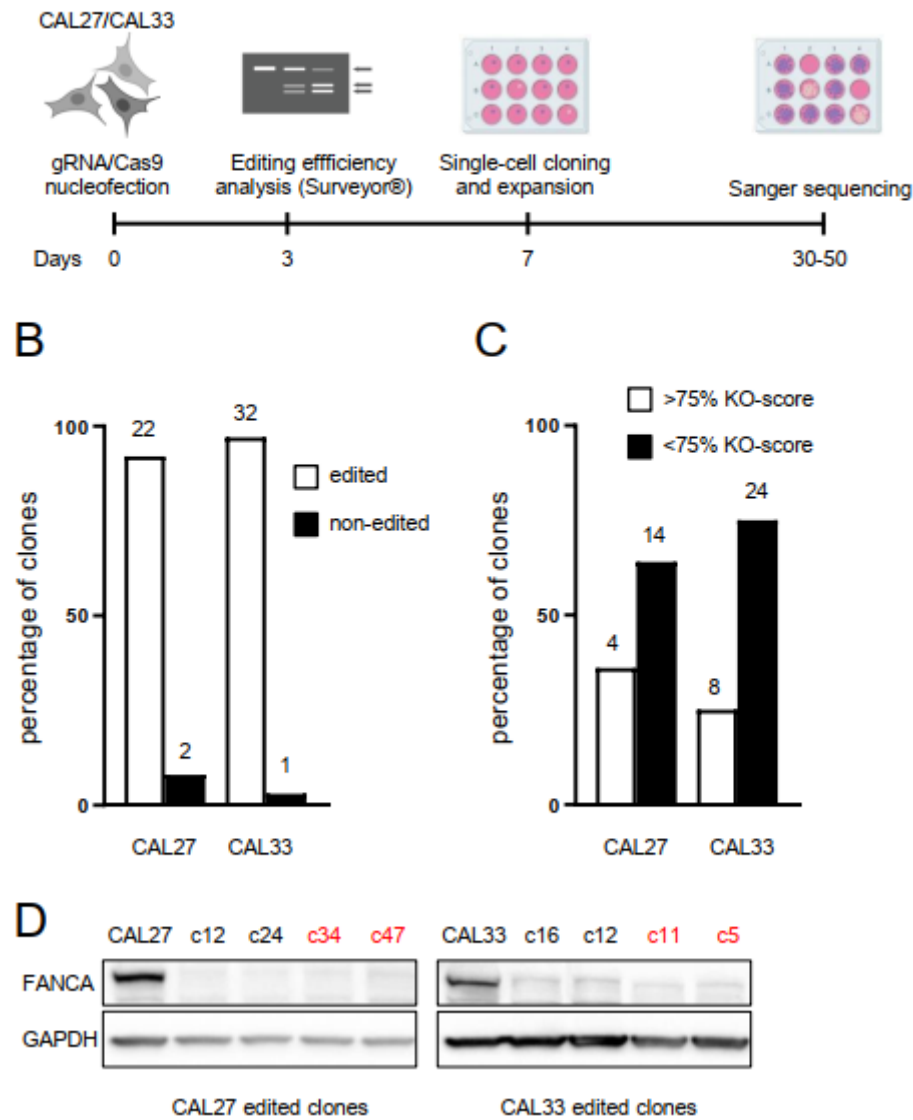 CAL27/CAL33
gRNA/Cas9
nucleofection
Editing effficiency
analysis (Surveyor®)
Single-cell cloning
and expansion
Sanger sequencing
Days 0 3 7 30-50
B
percentage of clones
100
50
0
22
2
32
1
edited
non-edited
CAL27 CAL33
C
percentage of clones
100
50
0
>75% KO-score
<75% KO-score
4
14
8
24
CAL27 CAL33
D
CAL27 c12 c24 c34 c47
CAL33 c16 c12 c11 c5
FANCA
GAPDH
CAL27 edited clones
CAL33 edited clones